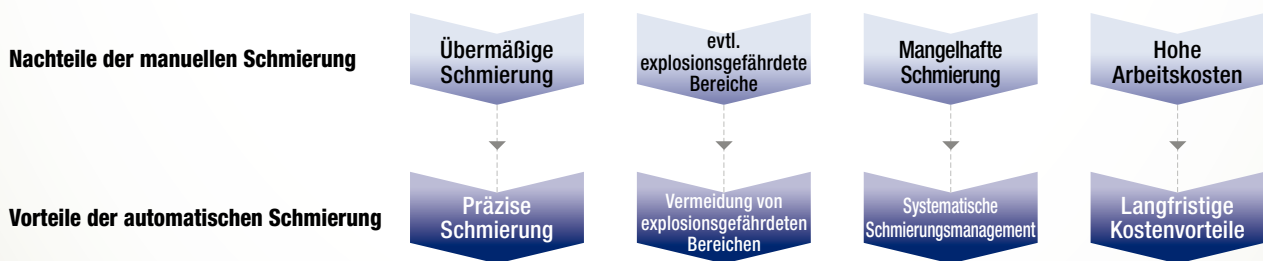 Nachteile der manuellen Schmierung
Übermäßige
Schmierung
evtl.
explosionsgefährdete
Bereiche
Mangelhafte
Schmierung
Hohe
Arbeitskosten
Vorteile der automatischen Schmierung
Präzise
Schmierung
Vermeidung von
explosionsgefährdeten
Bereichen
Systematische
Schmierungsmanagement
Langfristige
Kostenvorteile